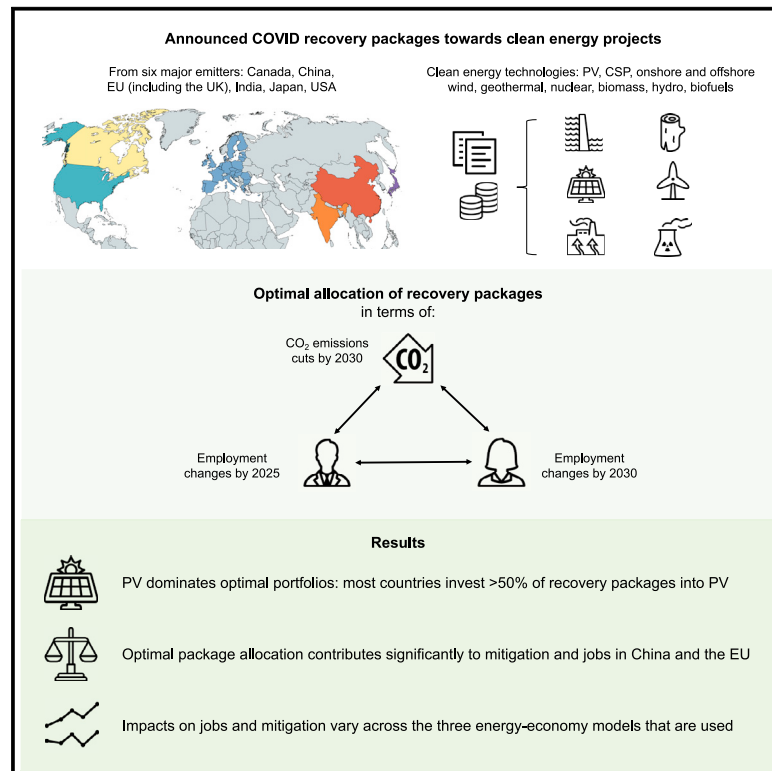 Announced COVID recovery packages towards clean energy projects
From six major emitters: Canada, China,
EU (including the UK), India, Japan, USA
Clean energy technologies: PV, CSP, onshore and offshore
wind, geothermal, nuclear, biomass, hydro, biofuels
Optimal allocation of recovery packages
in terms of:
CO₂ emissions
cuts by 2030
CO₂
Employment
changes by 2025
Employment
changes by 2030
Results
PV dominates optimal portfolios: most countries invest >50% of recovery packages into PV
Optimal package allocation contributes significantly to mitigation and jobs in China and the EU
Impacts on jobs and mitigation vary across the three energy-economy models that are used